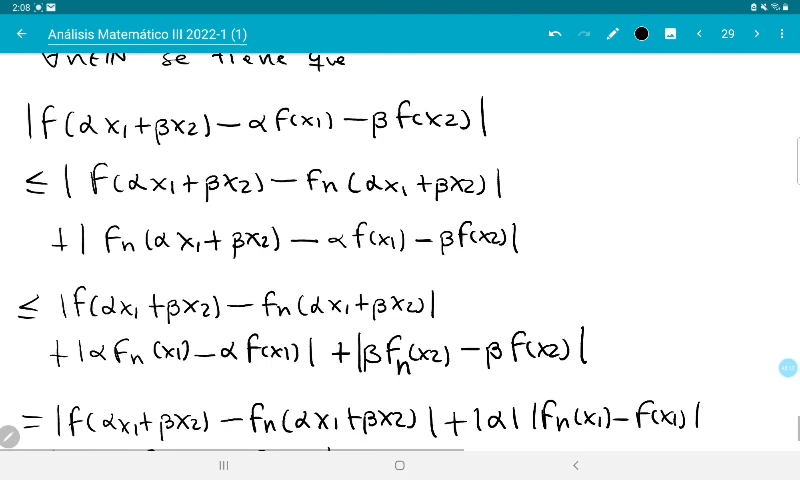 2:08
Análisis Matemático III 2022-1 (1)
29
∀n∈ℕ se tiene que
|f(αx₁+βx₂)-αf(x₁)-βf(x₂)|
≤ | f(αx₁+βx₂)-fₙ(αx₁+βx₂)|
+| fₙ(αx₁+βx₂)-αf(x₁)-βf(x₂)|
≤ |f(αx₁+βx₂)-fₙ(αx₁+βx₂)|
+|αfₙ(x₁)-αf(x₁)|+|βfₙ(x₂)-βf(x₂)|
=|f(αx₁+βx₂)-fₙ(αx₁+βx₂)|+|α||fₙ(x₁)-f(x₁)|